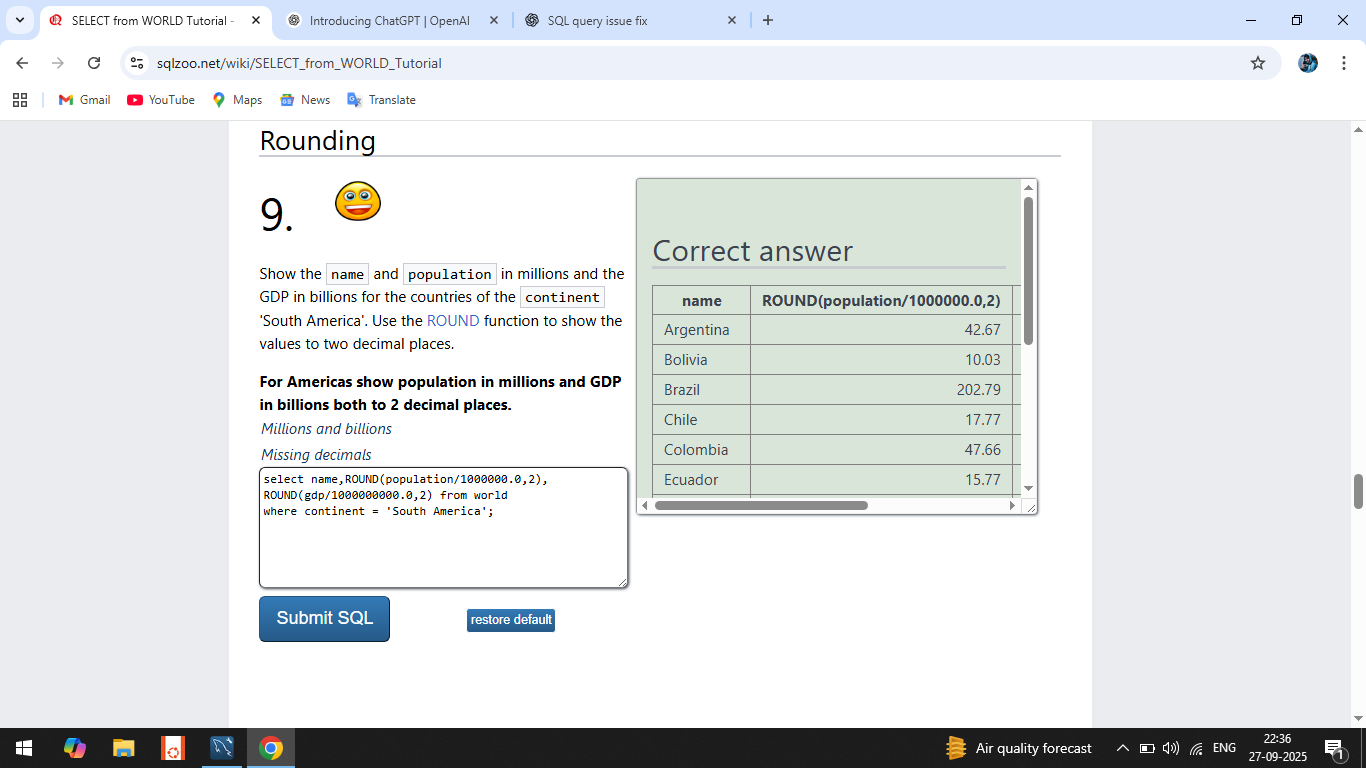 SELECT from WORLD Tutorial -
Introducing ChatGPT | OpenAI
SQL query issue fix
sqlzoo.net/wiki/SELECT_from_WORLD_Tutorial
Gmail
YouTube
Maps
News
Translate
Rounding
9.
Show the name and population in millions and the
GDP in billions for the countries of the continent
'South America'. Use the ROUND function to show the
values to two decimal places.
For Americas show population in millions and GDP
in billions both to 2 decimal places.
Millions and billions
Missing decimals
select name,ROUND(population/1000000.0,2),
ROUND(gdp/1000000000.0,2) from world
where continent = 'South America';
Submit SQL
restore default
Correct answer
name ROUND(population/1000000.0,2)
Argentina 42.67
Bolivia 10.03
Brazil 202.79
Chile 17.77
Colombia 47.66
Ecuador 15.77
Air quality forecast
ENG
22:36
27-09-2025
1